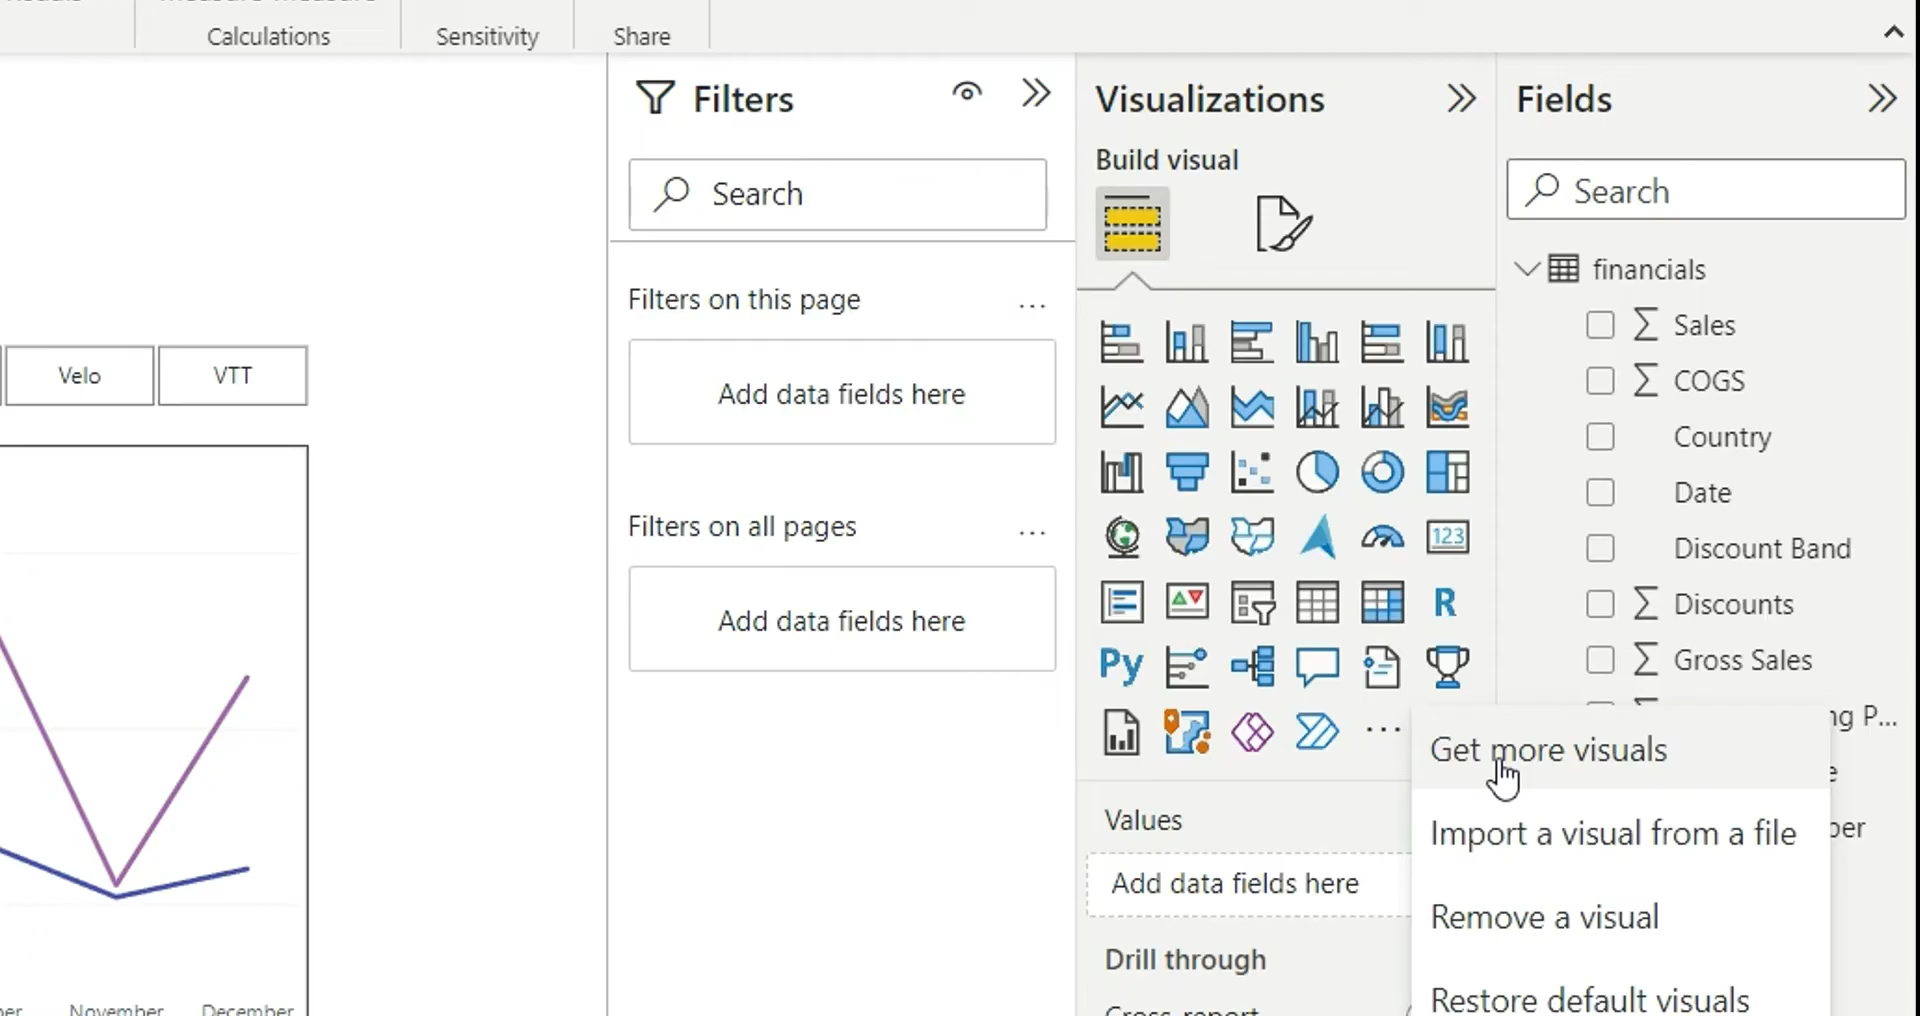 Calculations
Sensitivity
Share
Filters
Search
Filters on this page
...
Add data fields here
Filters on all pages
...
Add data fields here
Visualizations
Build visual
123
R
Py
...
Values
Add data fields here
Drill through
Cross-report
Get more visuals
Import a visual from a file
Remove a visual
Restore default visuals
Fields
Search
financials
Σ Sales
Σ COGS
Country
Date
Discount Band
Σ Discounts
Σ Gross Sales
ng P...
Velo
VTT
November
December